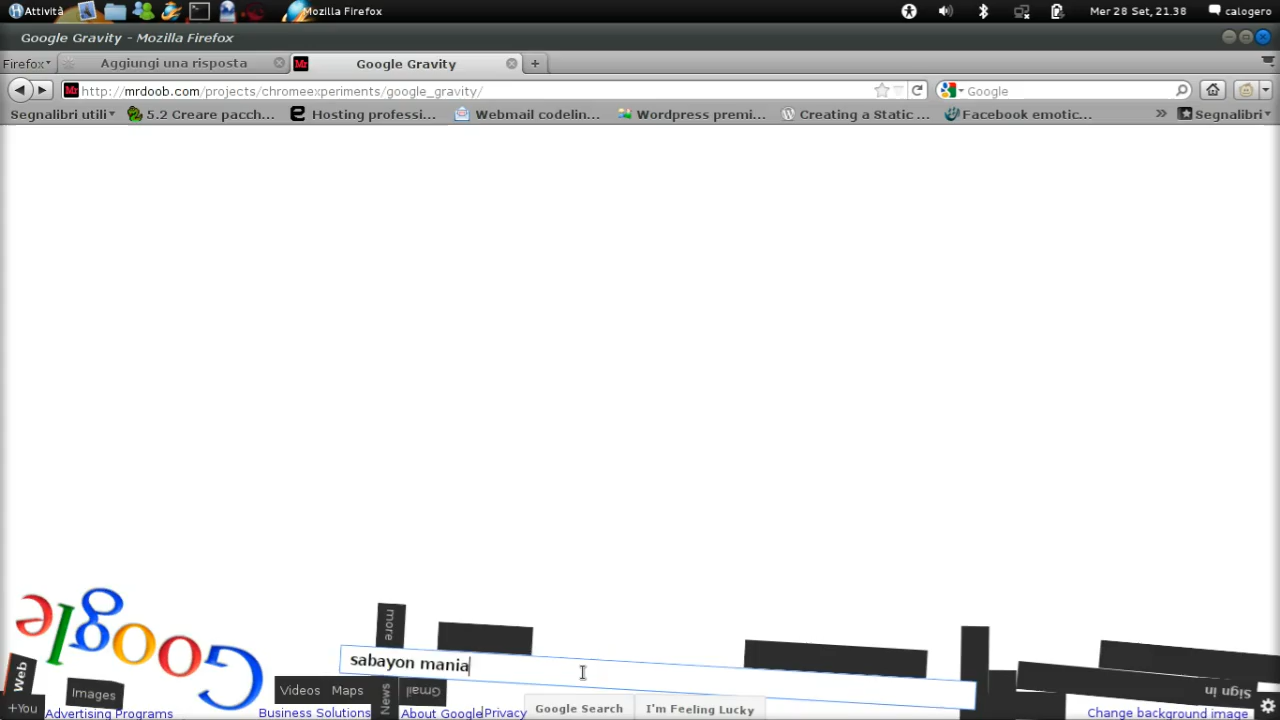 Attività
Mozilla Firefox
Mer 28 Set, 21.38
calogero
Google Gravity - Mozilla Firefox
Firefox
Aggiungi una risposta
Mr
Google Gravity
Mr
http://mrdoob.com/projects/chromeexperiments/google_gravity/
Google
Segnalibri utili
5.2 Creare pacch...
Hosting professi...
Webmail codelin...
Wordpress premi...
Creating a Static ...
Facebook emotic...
»
Segnalibri
Google
more
sabayon mania
Web
Images
Videos
Maps
News
Gmail
Sign in
+You
Advertising Programs
Business Solutions
About Google
Privacy
Google Search
I'm Feeling Lucky
Change background image